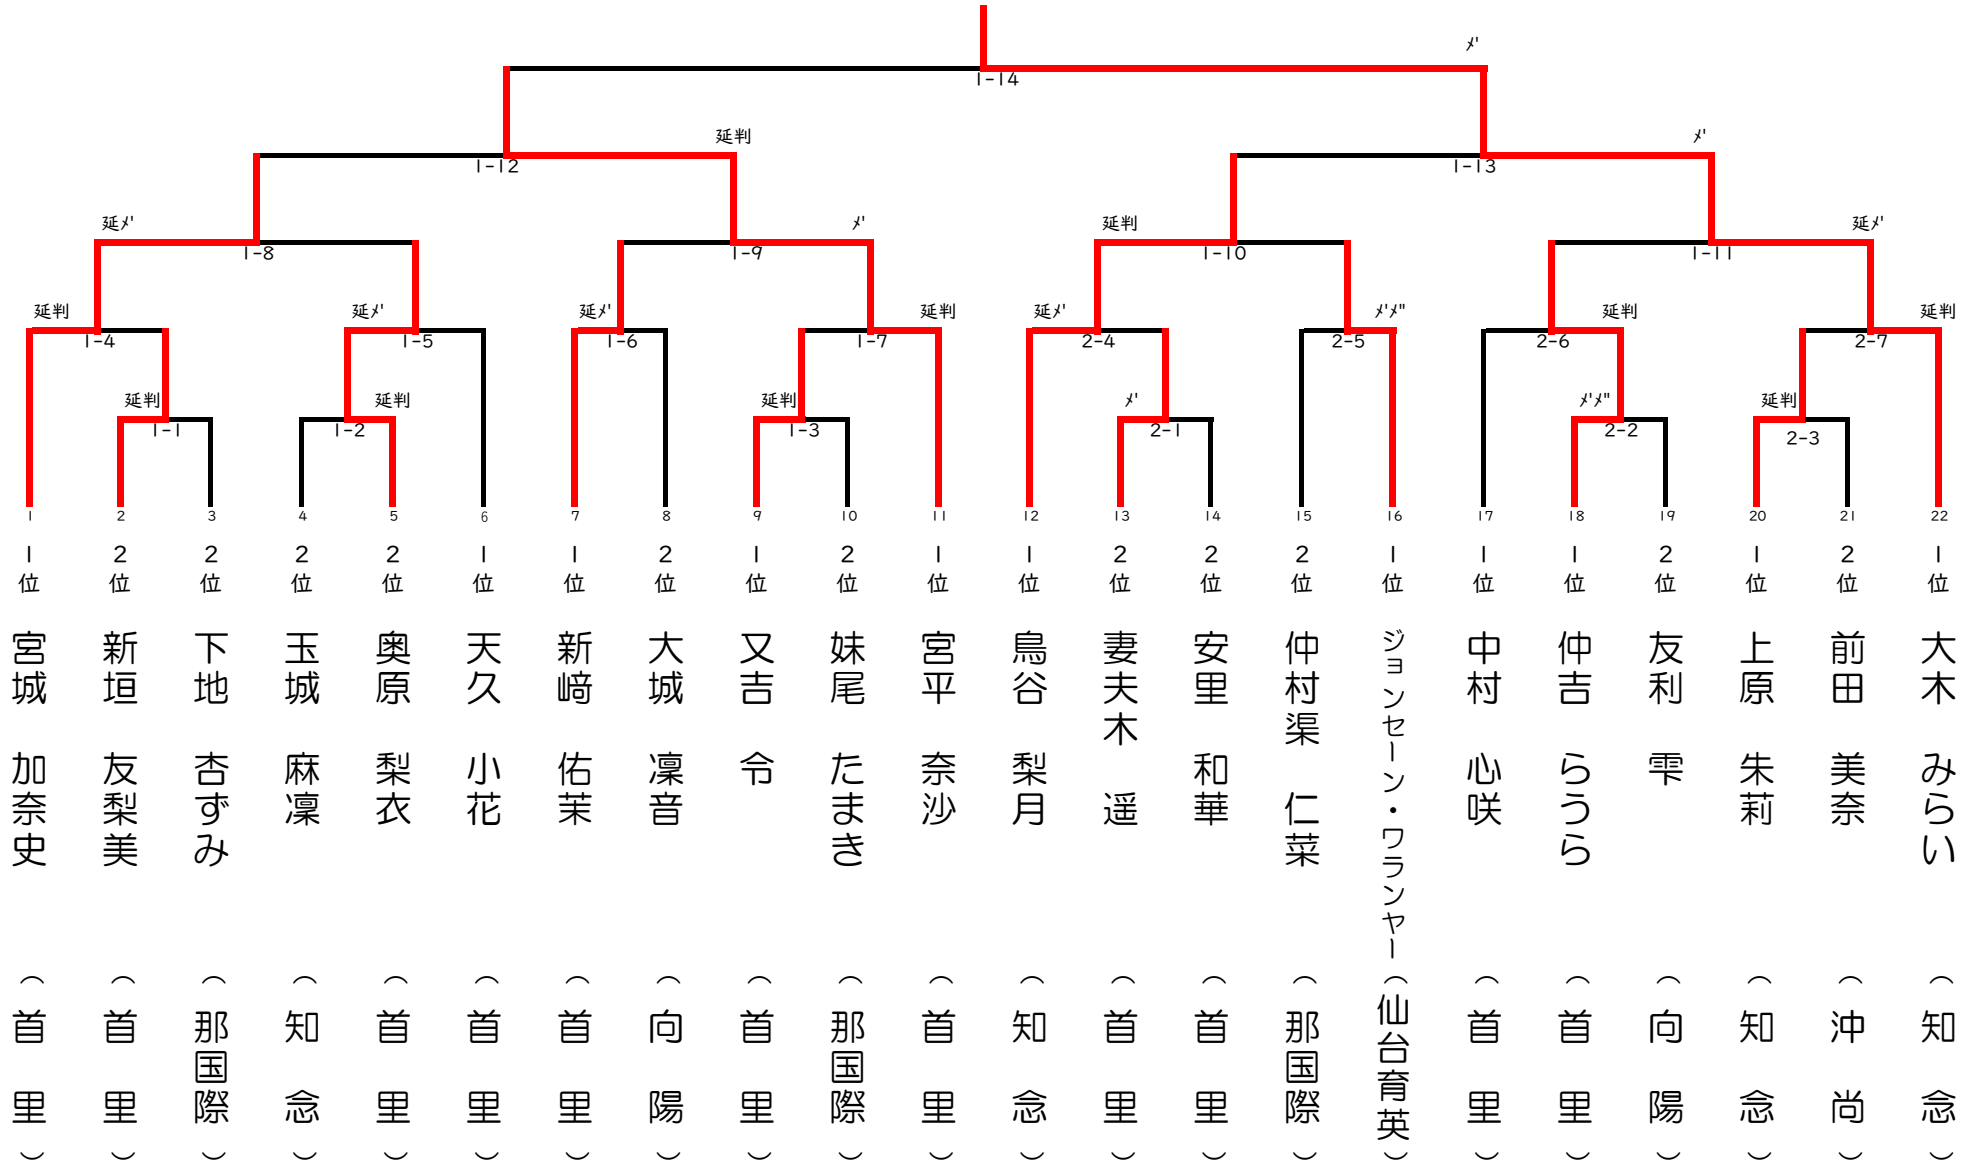 メ'
1-14
延判
メ'
1-12
1-13
延メ'
メ'
延判
延メ'
1-8
1-9
1-10
1-11
延判
延メ'
延メ'
延判
延メ'
メ'メ"
延判
延判
1-4
1-5
1-6
1-7
2-4
2-5
2-6
2-7
延判
延判
延判
メ'
メ'メ"
延判
1-1
1-2
1-3
2-1
2-2
2-3
1 1位 宮城 加奈史 (首里)
2 2位 新垣 友梨美 (首里)
3 2位 下地 杏ずみ (那国際)
4 2位 玉城 麻凜 (知念)
5 2位 奥原 梨衣 (首里)
6 1位 天久 小花 (首里)
7 1位 新﨑 佑茉 (首里)
8 2位 大城 凜音 (向陽)
9 1位 又吉 令 (首里)
10 2位 妹尾 たまき (那国際)
11 1位 宮平 奈沙 (首里)
12 1位 鳥谷 梨月 (知念)
13 2位 妻夫木 遥 (首里)
14 2位 安里 和華 (首里)
15 2位 仲村渠 仁菜 (那国際)
16 1位 ジョンセーン・ワランヤー (仙台育英)
17 1位 中村 心咲 (首里)
18 1位 仲吉 らうら (首里)
19 2位 友利 雫 (向陽)
20 1位 上原 朱莉 (知念)
21 2位 前田 美奈 (沖尚)
22 1位 大木 みらい (知念)